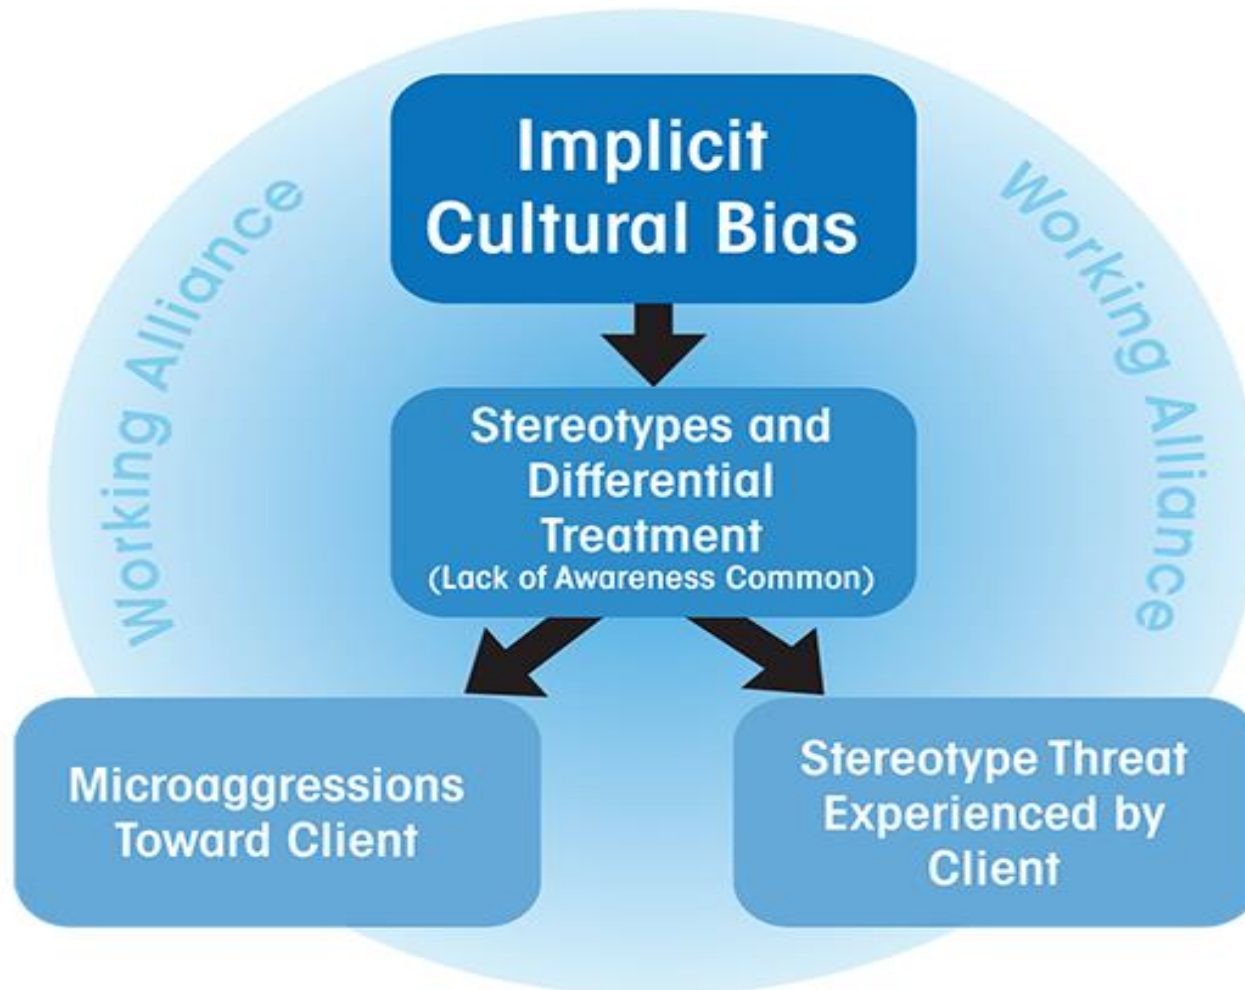 Implicit
Cultural Bias
Working Alliance
Working Alliance
Stereotypes and
Differential
Treatment
(Lack of Awareness Common)
Microaggressions
Toward Client
Stereotype Threat
Experienced by
Client